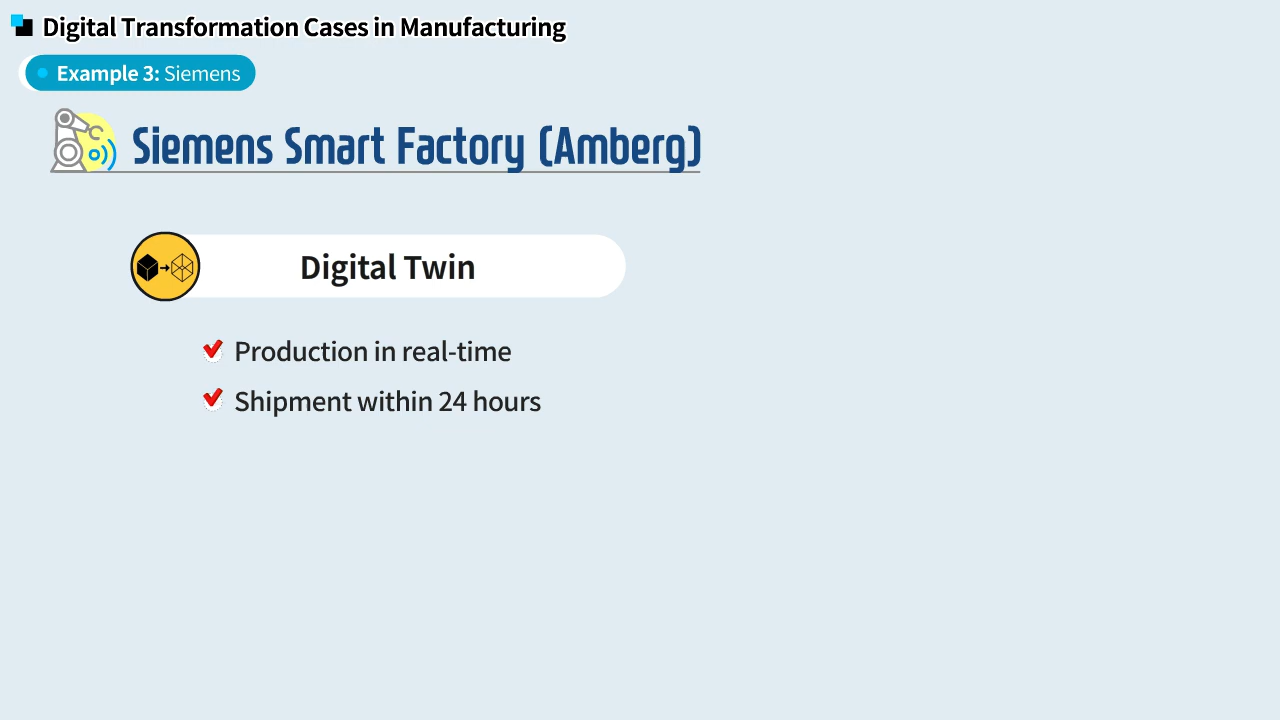 Digital Transformation Cases in Manufacturing
Example 3: Siemens
Siemens Smart Factory (Amberg)
Digital Twin
Production in real-time
Shipment within 24 hours